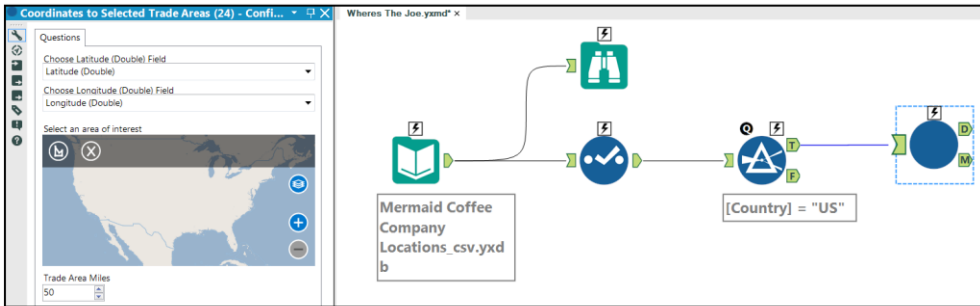 Coordinates to Selected Trade Areas (24) - Confi...
Wheres The Joe.yxmd*
Questions
Choose Latitude (Double) Field
Latitude (Double)
Choose Longitude (Double) Field
Longitude (Double)
Select an area of interest
Trade Area Miles
50
Mermaid Coffee
Company
Locations_csv.yxd
b
Q
T
F
[Country] = "US"
D
M